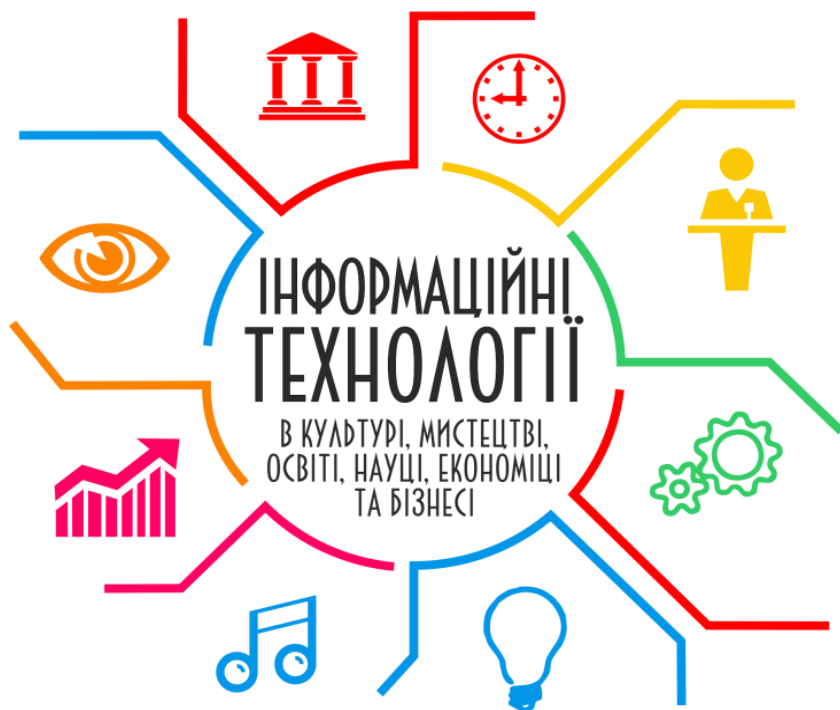 ІНФОРМАЦІЙНІ
ТЕХНОЛОГІЇ
В КУЛЬТУРІ, МИСТЕЦТВІ,
ОСВІТІ, НАУЦІ, ЕКОНОМІЦІ
ТА БІЗНЕСІ